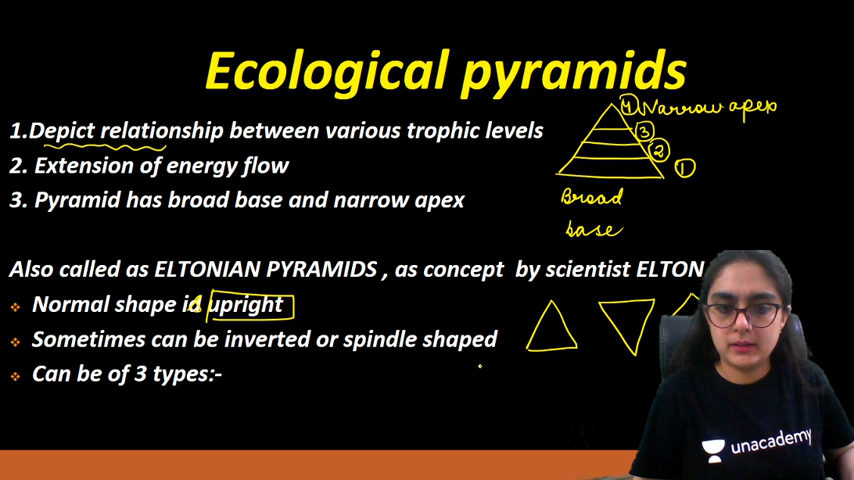 Ecological pyramids
1.Depict relationship between various trophic levels
2. Extension of energy flow
3. Pyramid has broad base and narrow apex
4 Narrow apex
3
2
1
Broad
base
Also called as ELTONIAN PYRAMIDS , as concept by scientist ELTON
Normal shape id upright
Sometimes can be inverted or spindle shaped
Can be of 3 types:-
unacademy